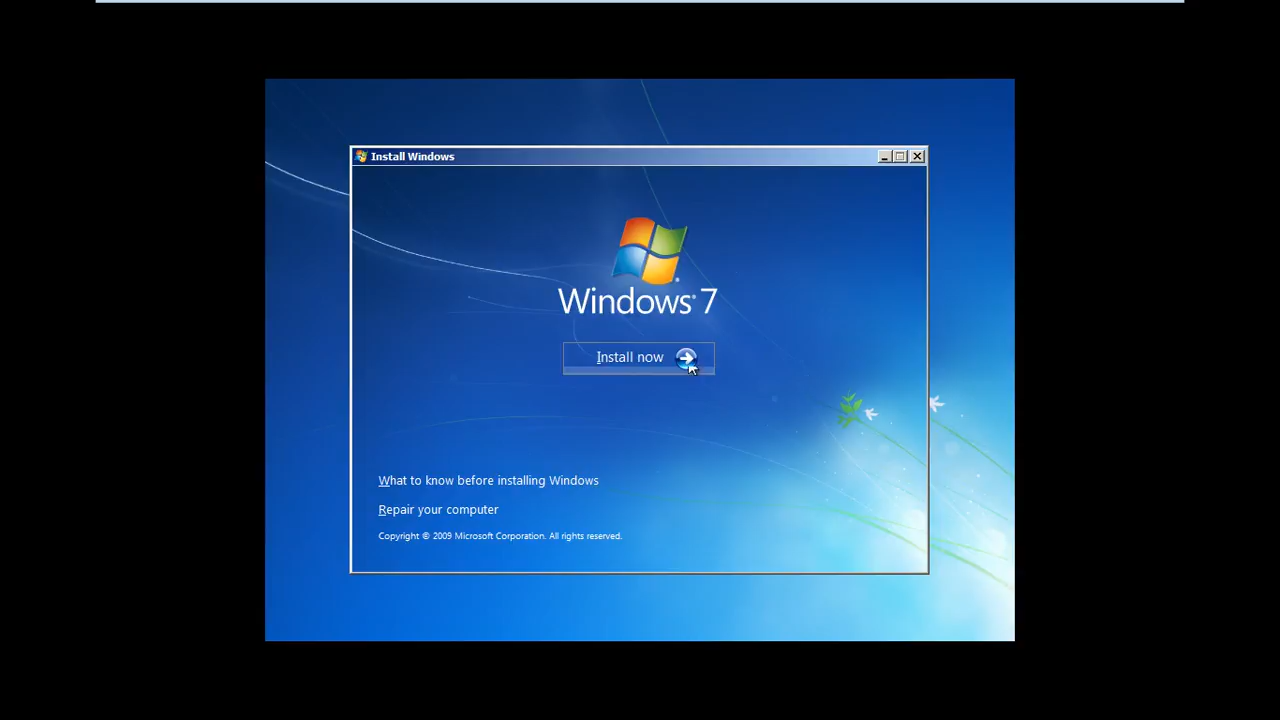 Install Windows
Windows® 7
Install now
What to know before installing Windows
Repair your computer
Copyright © 2009 Microsoft Corporation. All rights reserved.